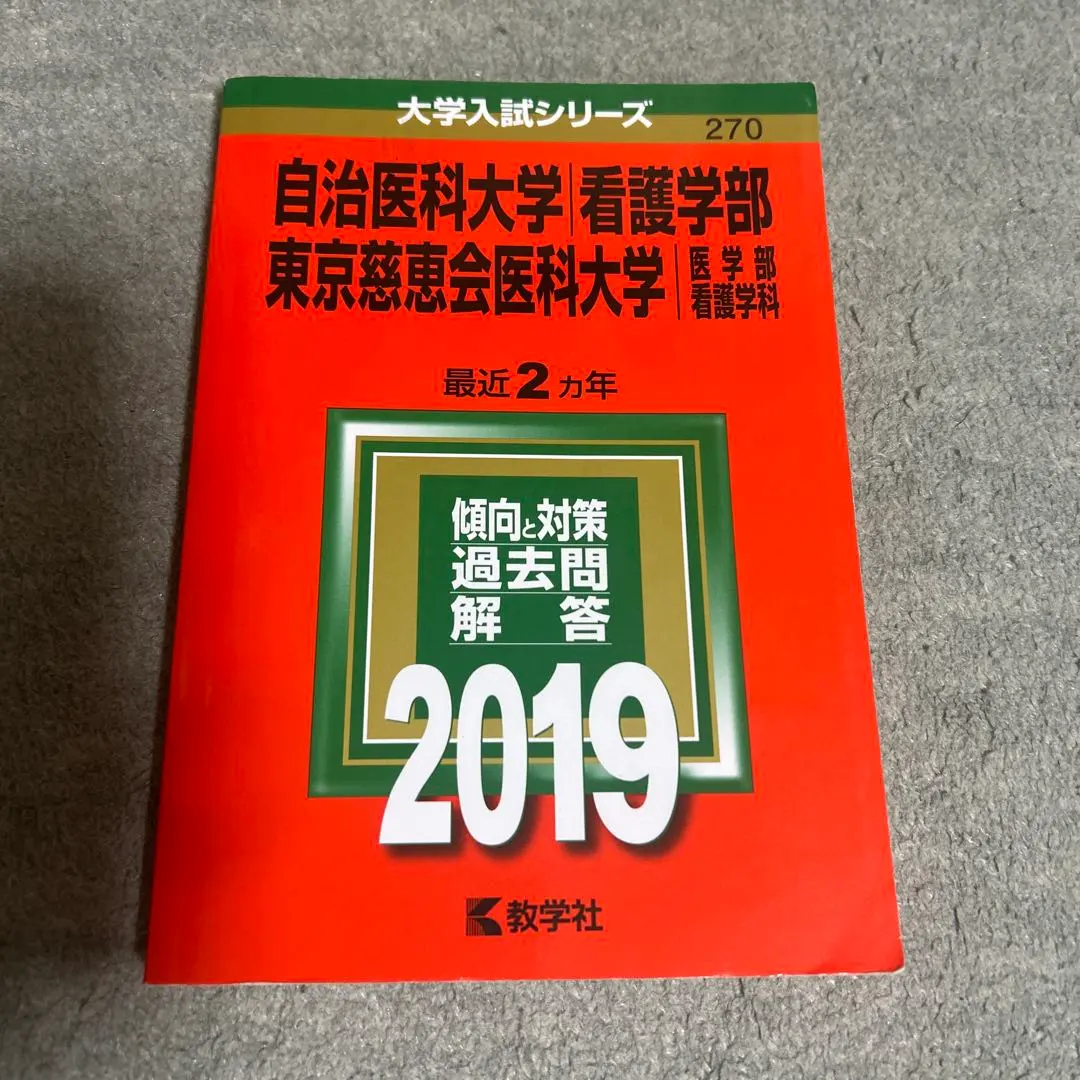 大学入試シリーズ
270
自治医科大学|看護学部
東京慈恵会医科大学|医学部
看護学科
最近2カ年
傾向と対策
過去問
解答
2019
教学社